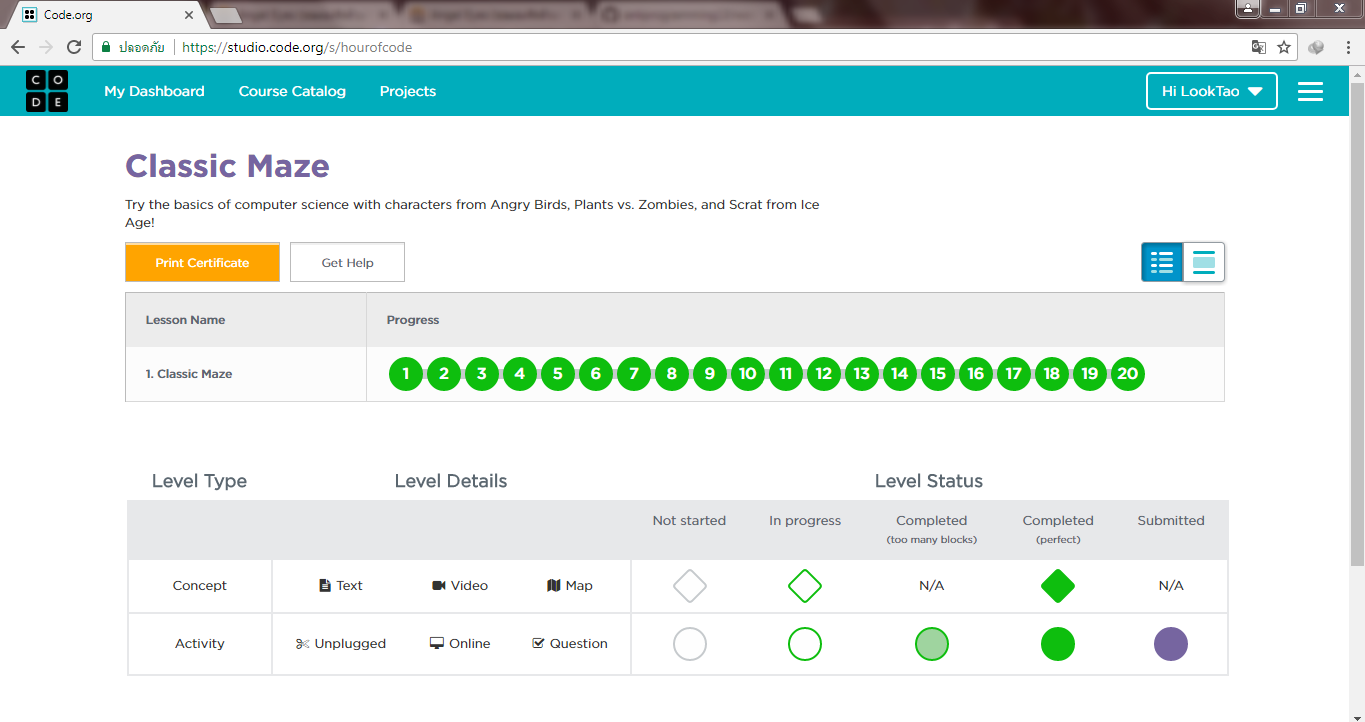 Code.org
ปลอดภัย https://studio.code.org/s/hourofcode
CODE My Dashboard Course Catalog Projects Hi LookTao
Classic Maze
Try the basics of computer science with characters from Angry Birds, Plants vs. Zombies, and Scrat from Ice
Age!
Print Certificate Get Help
Lesson Name Progress
1. Classic Maze 1 2 3 4 5 6 7 8 9 10 11 12 13 14 15 16 17 18 19 20
Level Type Level Details Level Status
Not started In progress Completed Completed Submitted
(too many blocks) (perfect)
Concept Text Video Map N/A N/A
Activity Unplugged Online Question